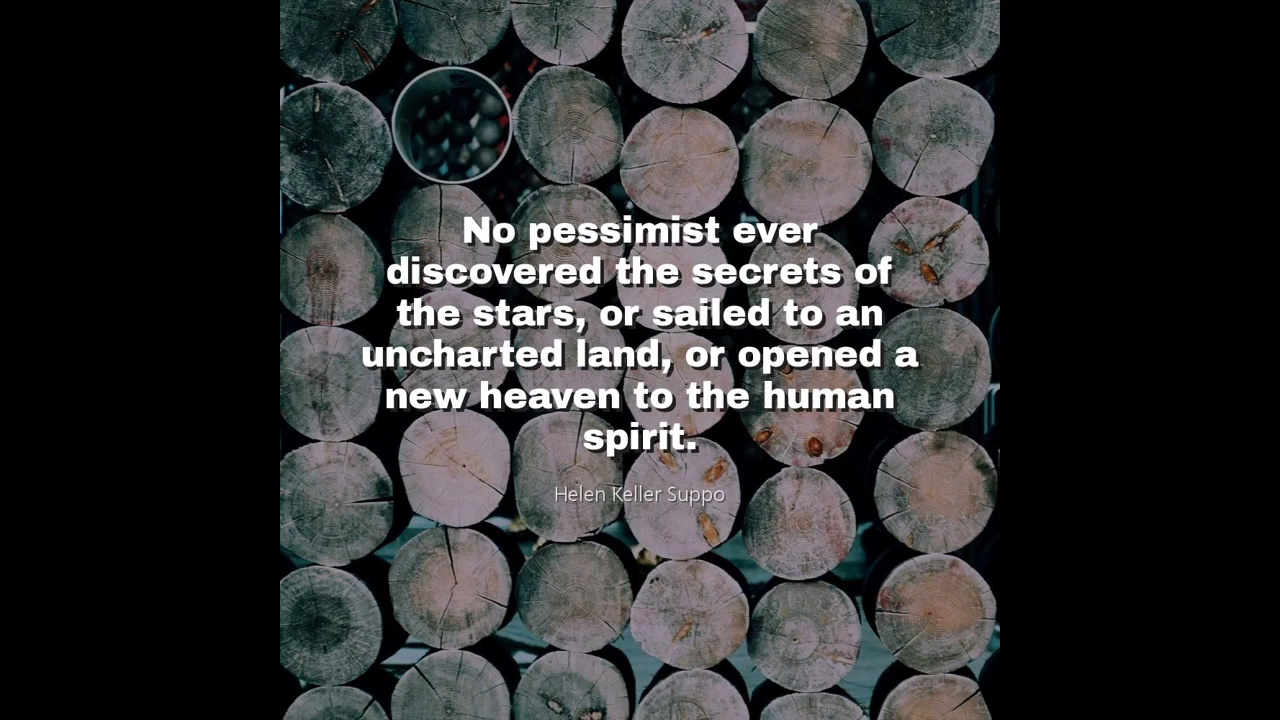 No pessimist ever
discovered the secrets of
the stars, or sailed to an
uncharted land, or opened a
new heaven to the human
spirit.
Helen Keller Suppo